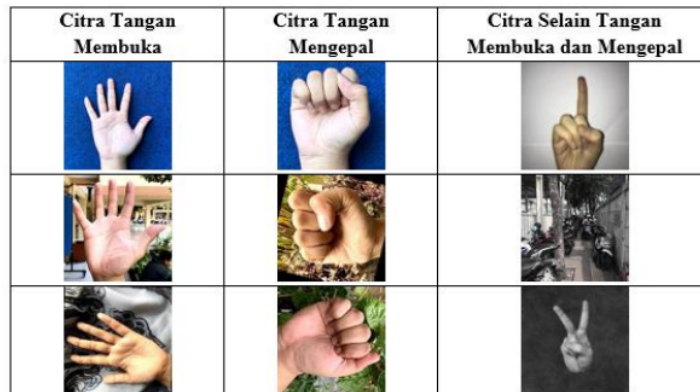 Citra Tangan
Membuka
Citra Tangan
Mengepal
Citra Selain Tangan
Membuka dan Mengepal